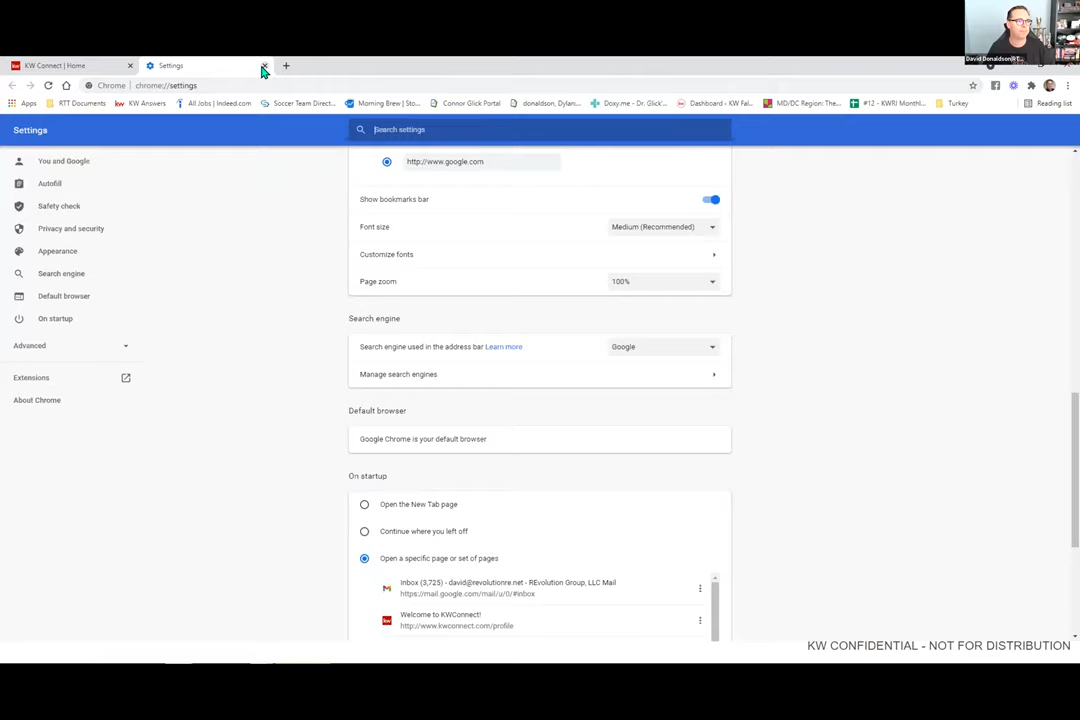 David Donaldson|RT...
KW Connect | Home
Settings
Chrome | chrome://settings
Apps
RTT Documents
KW Answers
All Jobs | Indeed.com
Soccer Team Direct...
Morning Brew | Sto...
Connor Glick Portal
donaldson, Dylan...
Doxy.me - Dr. Glick'...
Dashboard - KW Fal...
MD/DC Region: The...
#12 - KWRI Monthl...
Turkey
Reading list
Settings
Search settings
You and Google
Autofill
Safety check
Privacy and security
Appearance
Search engine
Default browser
On startup
Advanced
Extensions
About Chrome
http://www.google.com
Show bookmarks bar
Font size
Medium (Recommended)
Customize fonts
Page zoom
100%
Search engine
Search engine used in the address bar Learn more
Google
Manage search engines
Default browser
Google Chrome is your default browser
On startup
Open the New Tab page
Continue where you left off
Open a specific page or set of pages
Inbox (3,725) - david@revolutionre.net - REvolution Group, LLC Mail
https://mail.google.com/mail/u/0/#inbox
Welcome to KWConnect!
http://www.kwconnect.com/profile
KW CONFIDENTIAL - NOT FOR DISTRIBUTION